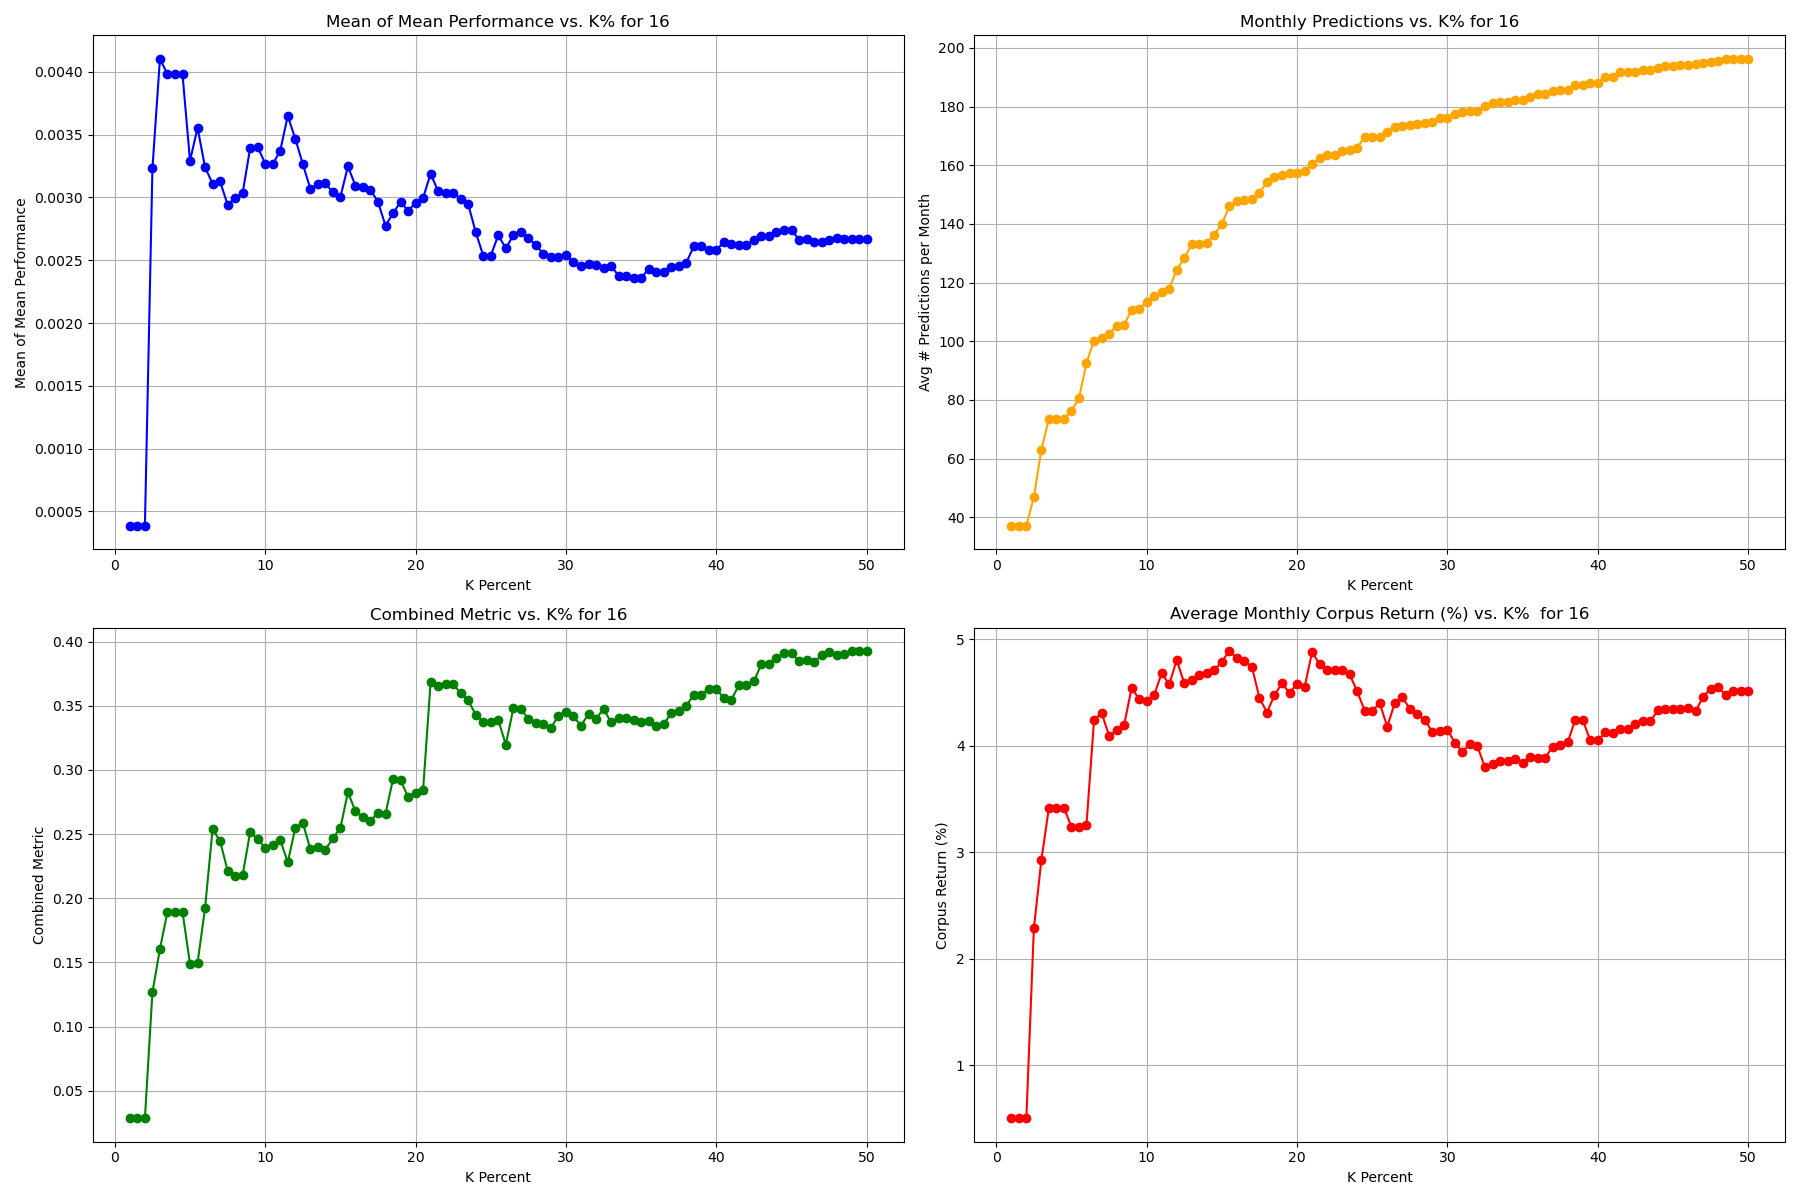 Mean of Mean Performance vs. K% for 16
Mean of Mean Performance
0.0040
0.0035
0.0030
0.0025
0.0020
0.0015
0.0010
0.0005
0 10 20 30 40 50
K Percent
Monthly Predictions vs. K% for 16
Avg # Predictions per Month
200
180
160
140
120
100
80
60
40
0 10 20 30 40 50
K Percent
Combined Metric vs. K% for 16
Combined Metric
0.40
0.35
0.30
0.25
0.20
0.15
0.10
0.05
0 10 20 30 40 50
K Percent
Average Monthly Corpus Return (%) vs. K%  for 16
Corpus Return (%)
5
4
3
2
1
0 10 20 30 40 50
K Percent